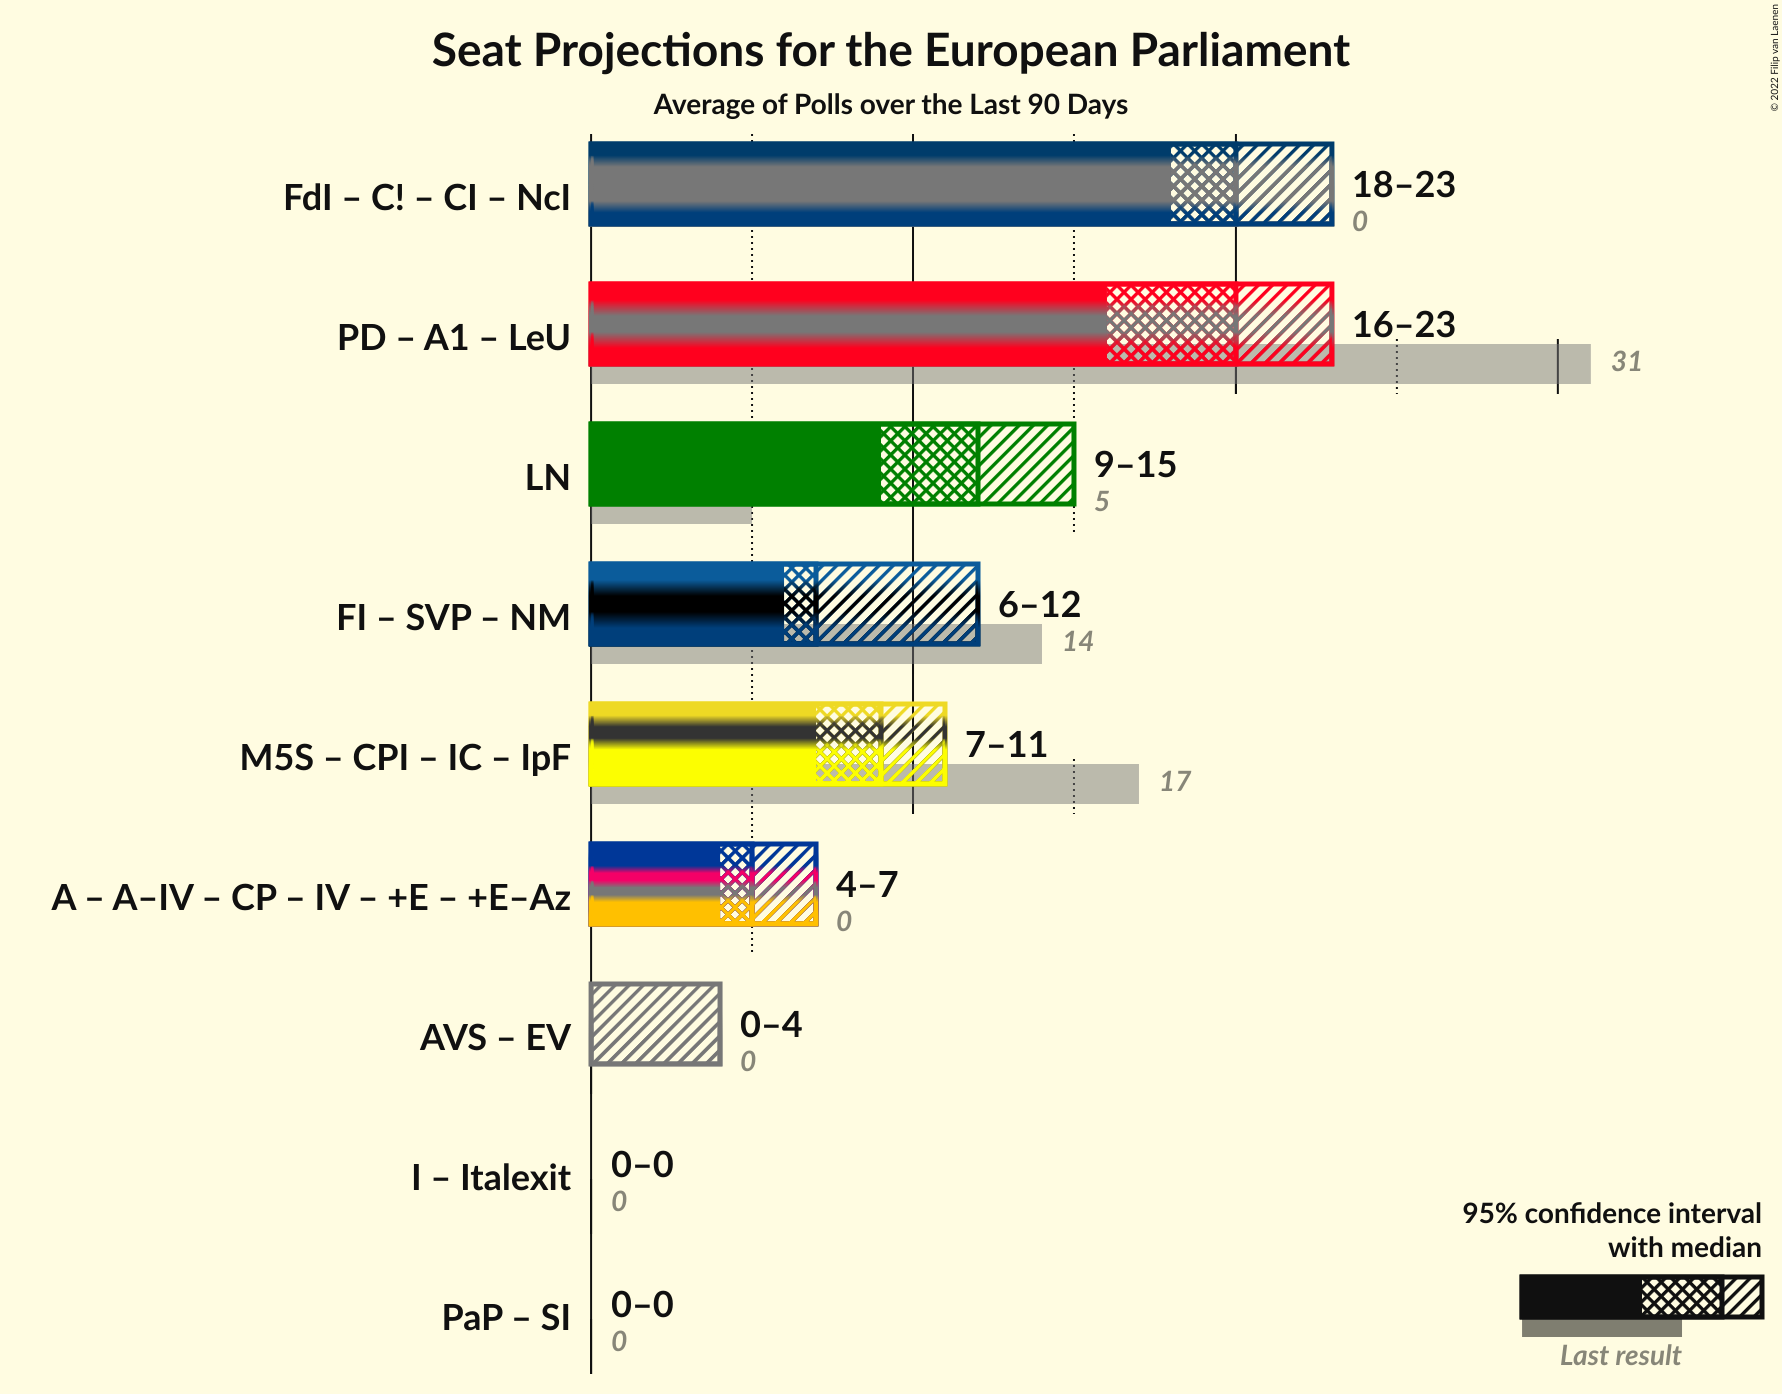 Seat Projections for the European Parliament
Average of Polls over the Last 90 Days
© 2022 Filip van Laenen
FdI – C! – CI – NcI
18–23
0
PD – A1 – LeU
16–23
31
LN
9–15
5
FI – SVP – NM
6–12
14
M5S – CPI – IC – IpF
7–11
17
A – A–IV – CP – IV – +E – +E–Az
4–7
0
AVS – EV
0–4
0
I – Italexit
0–0
0
PaP – SI
0–0
0
95% confidence interval
with median
Last result